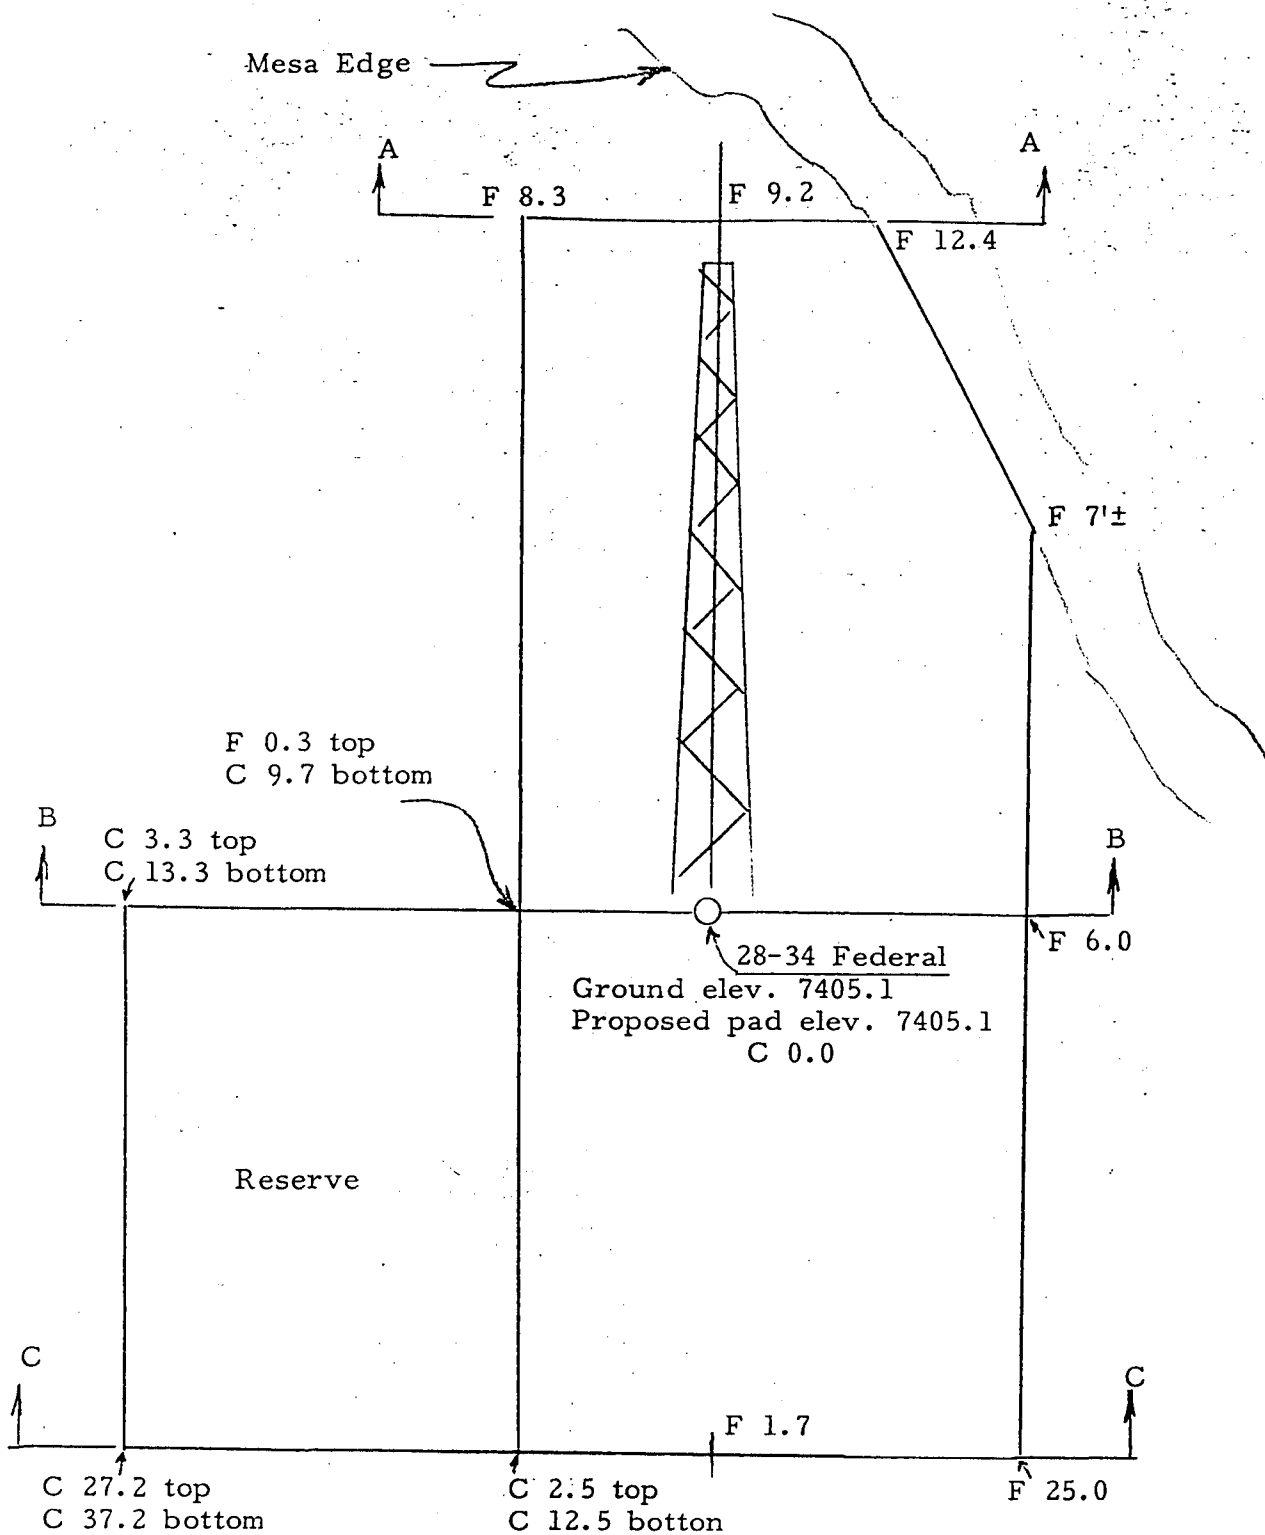 Mesa Edge
A
A
F 8.3
F 9.2
F 12.4
F 7'±
F 0.3 top
C 9.7 bottom
B
C 3.3 top
C 13.3 bottom
B
F 6.0
28-34 Federal
Ground elev. 7405.1
Proposed pad elev. 7405.1
C 0.0
Reserve
C
C
F 1.7
C 27.2 top
C 37.2 bottom
C 2.5 top
C 12.5 botton
F 25.0